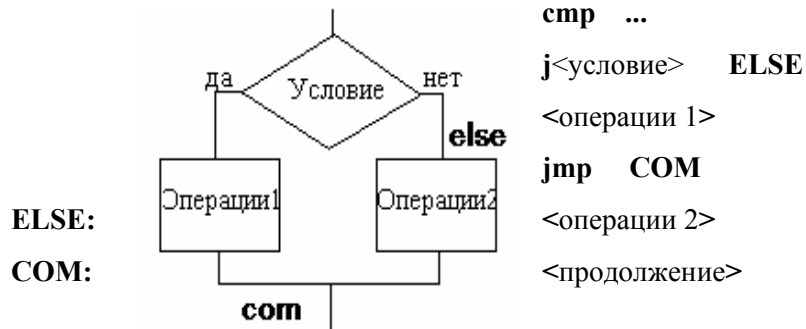 cmp ...
да Условие нет j<условие> ELSE
else <операции 1>
jmp COM
ELSE: Операции1 Операции2 <операции 2>
COM: <продолжение>
com